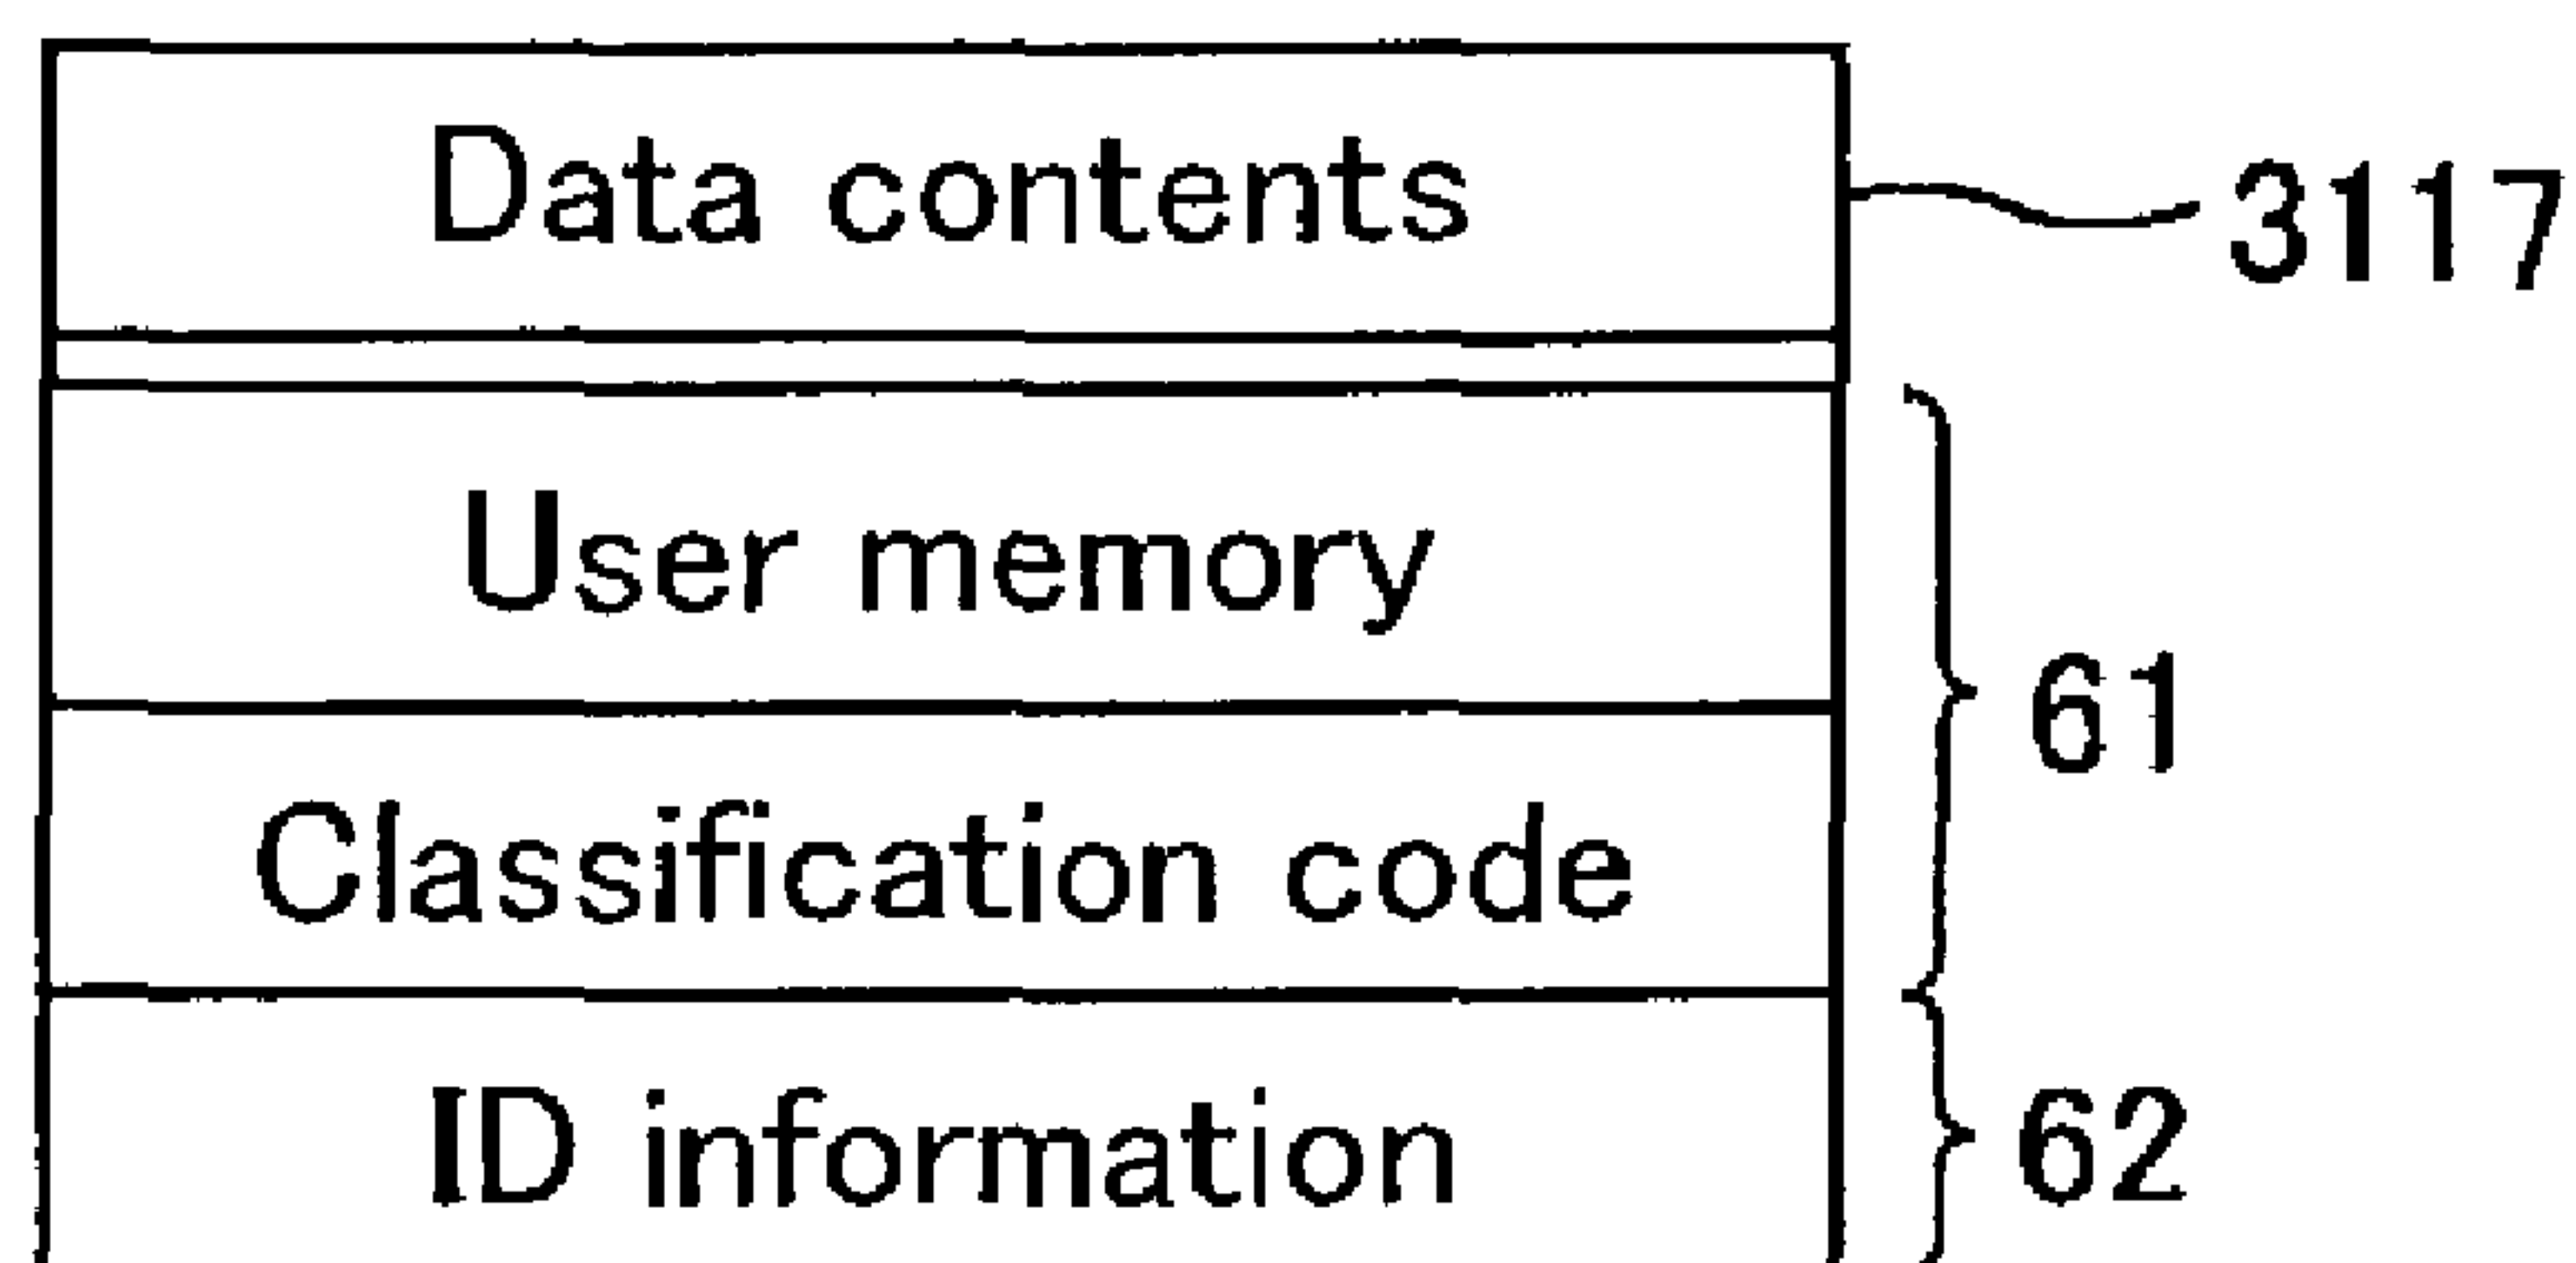 Data contents 3117
User memory
61
Classification code
ID information 62